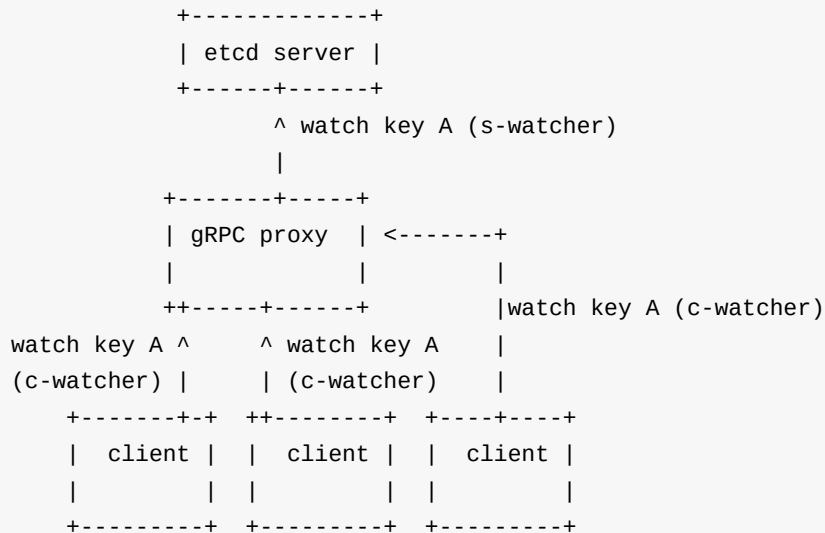 etcd server
watch key A (s-watcher)
gRPC proxy
watch key A (c-watcher)
watch key A watch key A
(c-watcher) (c-watcher)
client client client